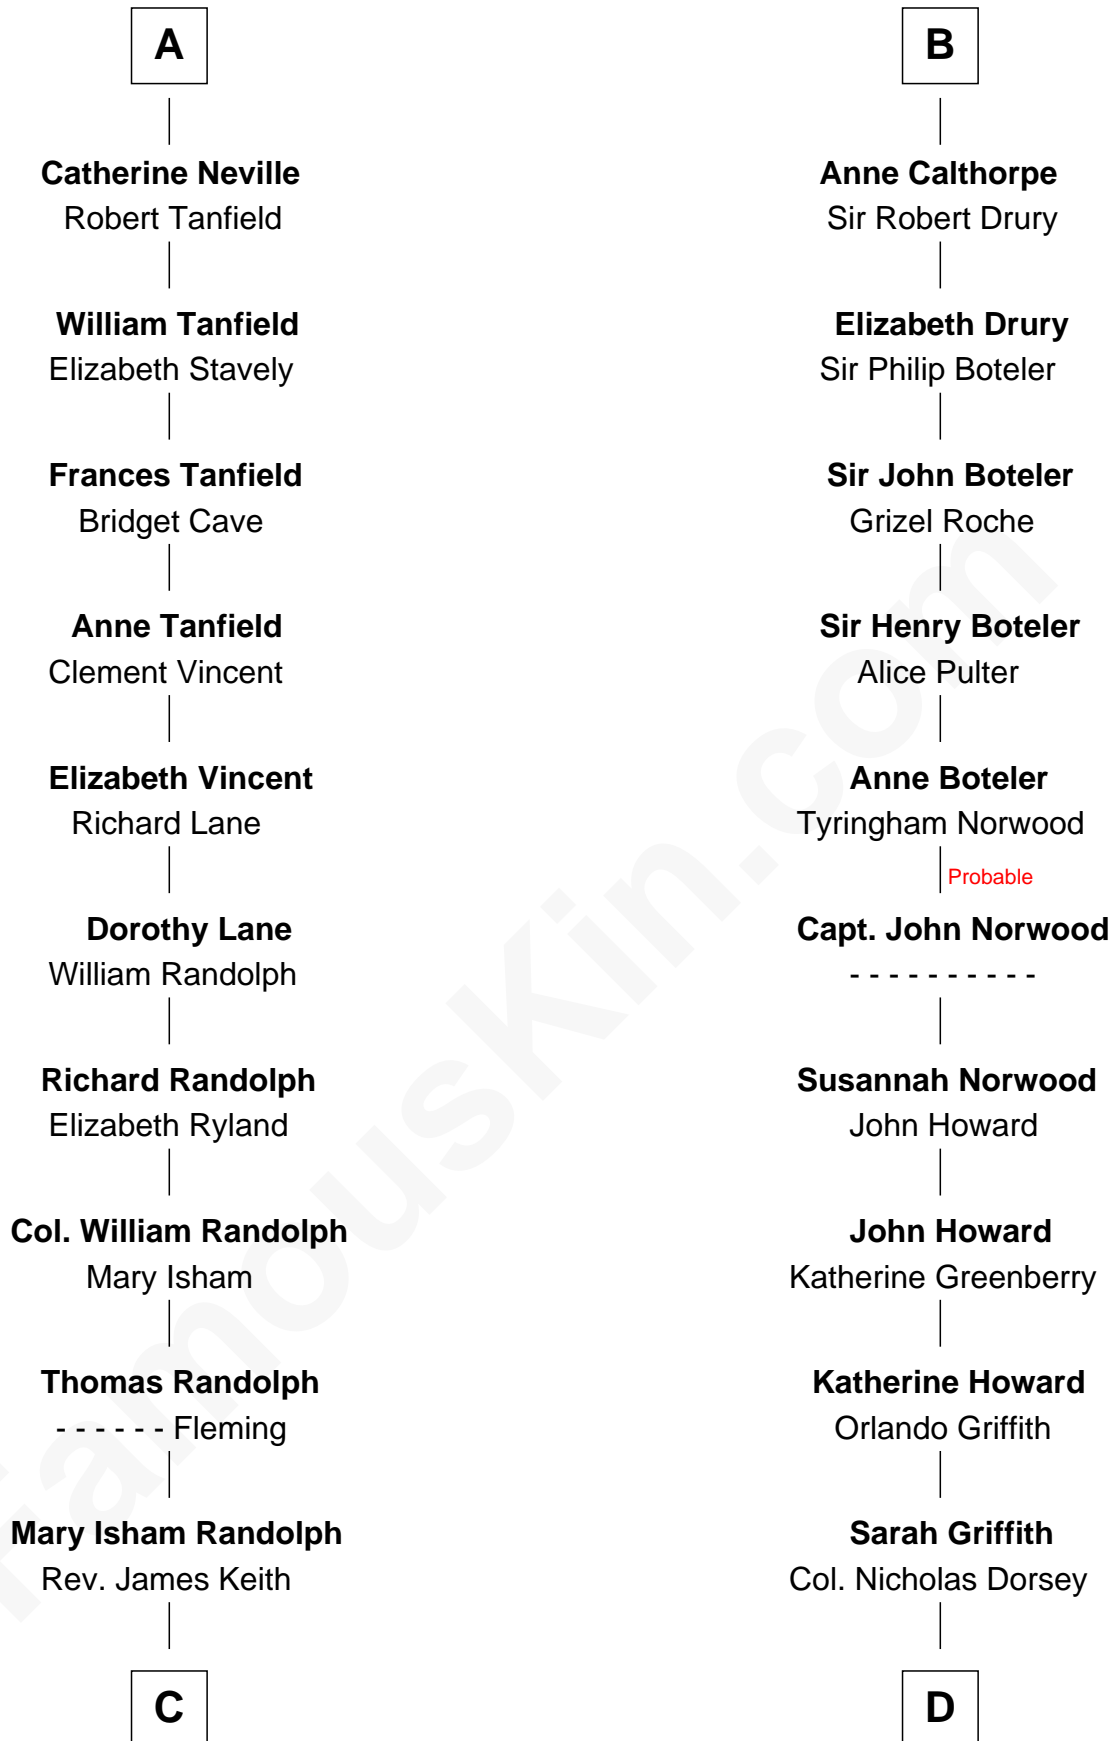 A
Catherine Neville
Robert Tanfield
William Tanfield
Elizabeth Stavely
Frances Tanfield
Bridget Cave
Anne Tanfield
Clement Vincent
Elizabeth Vincent
Richard Lane
Dorothy Lane
William Randolph
Richard Randolph
Elizabeth Ryland
Col. William Randolph
Mary Isham
Thomas Randolph
- - - - - - Fleming
Mary Isham Randolph
Rev. James Keith
C
B
Anne Calthorpe
Sir Robert Drury
Elizabeth Drury
Sir Philip Boteler
Sir John Boteler
Grizel Roche
Sir Henry Boteler
Alice Pulter
Anne Boteler
Tyringham Norwood
Probable
Capt. John Norwood
- - - - - - - - - -
Susannah Norwood
John Howard
John Howard
Katherine Greenberry
Katherine Howard
Orlando Griffith
Sarah Griffith
Col. Nicholas Dorsey
D
FamousKin.com